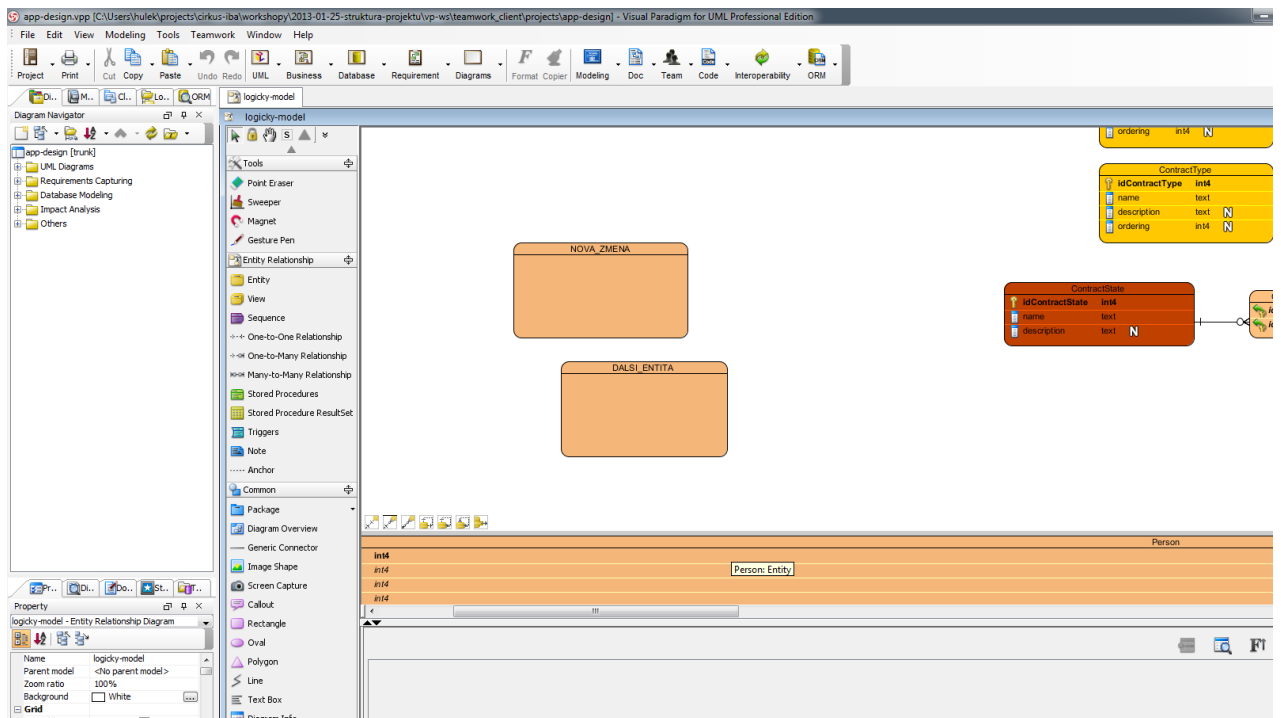 app-design.vpp [C:\Users\hulek\projects\cirkus-iba\workshopy\2013-01-25-struktura-projektu\vp-ws\teamwork_client\projects\app-design] - Visual Paradigm for UML Professional Edition
File Edit View Modeling Tools Teamwork Window Help
Project Print Cut Copy Paste Undo Redo UML Business Database Requirement Diagrams Format Copier Modeling Doc Team Code Interoperability ORM
Di.. M.. Cl.. Lo.. ORM logicky-model
Diagram Navigator
logicky-model
app-design [trunk]
UML Diagrams
Requirements Capturing
Database Modeling
Impact Analysis
Others
Tools
Point Eraser
Sweeper
Magnet
Gesture Pen
Entity Relationship
Entity
View
Sequence
One-to-One Relationship
One-to-Many Relationship
Many-to-Many Relationship
Stored Procedures
Stored Procedure ResultSet
Triggers
Note
Anchor
Common
Package
Diagram Overview
Generic Connector
Image Shape
Screen Capture
Callout
Rectangle
Oval
Polygon
Line
Text Box
Diagram Info
ordering int4 N
ContractType
idContractType int4
name text
description text N
ordering int4 N
NOVA_ZMENA
ContractState
idContractState int4
name text
description text N
DALSI_ENTITA
Person
int4
int4
int4
int4
Person: Entity
Pr.. Di.. Do.. St.. T..
Property
logicky-model - Entity Relationship Diagram
Name logicky-model
Parent model <No parent model>
Zoom ratio 100%
Background White ...
Grid